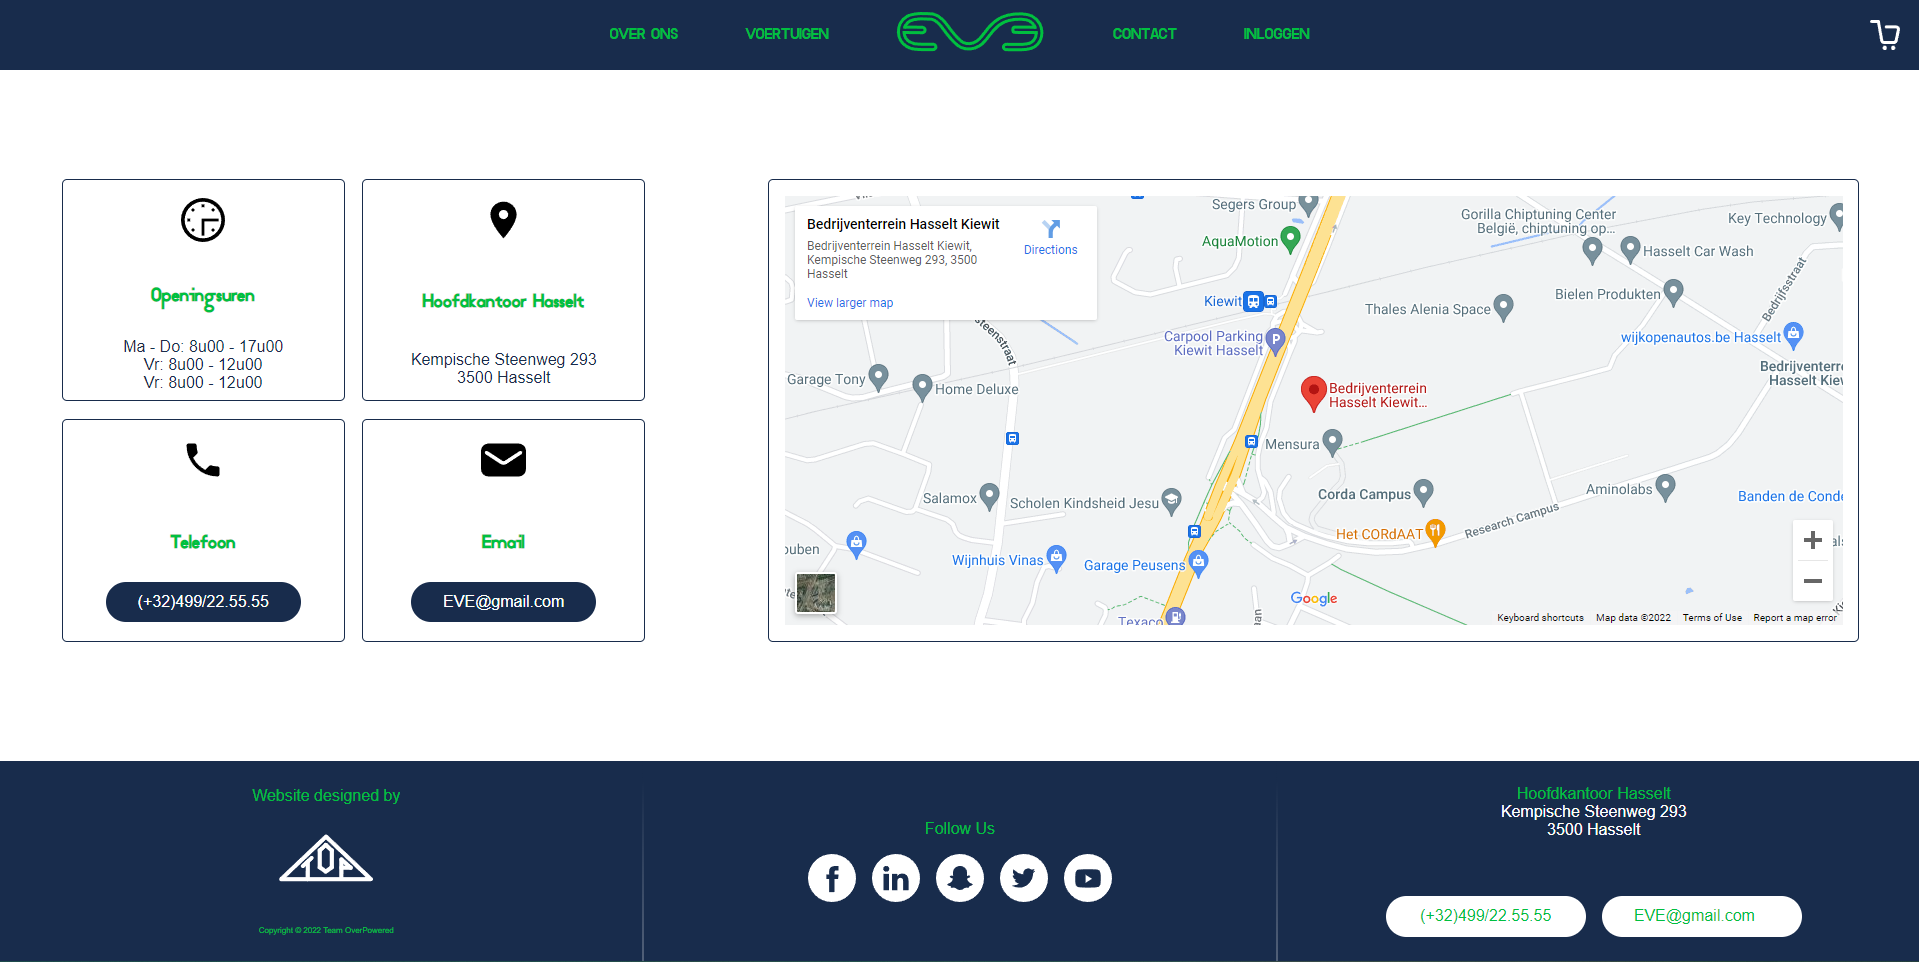 OVER ONS
VOERTUIGEN
EVE
CONTACT
INLOGGEN
Openingsuren
Ma - Do: 8u00 - 17u00
Vr: 8u00 - 12u00
Vr: 8u00 - 12u00
Hoofdkantoor Hasselt
Kempische Steenweg 293
3500 Hasselt
Telefoon
(+32)499/22.55.55
Email
EVE@gmail.com
Bedrijventerrein Hasselt Kiewit
Bedrijventerrein Hasselt Kiewit,
Kempische Steenweg 293, 3500
Hasselt
View larger map
Directions
Segers Group
AquaMotion
Gorilla Chiptuning Center
België, chiptuning op...
Key Technology
Hasselt Car Wash
Bielen Produkten
Bedrijfsstraat
Kiewit
Thales Alenia Space
Carpool Parking
Kiewit Hasselt
P
wijkopenautos.be Hasselt
steenstraat
Garage Tony
Home Deluxe
Bedrijventerrein
Hasselt Kiewit...
Bedrijventerre
Hasselt Kiew
Mensura
Salamox
Scholen Kindsheid Jesu
Corda Campus
Aminolabs
Banden de Conde
Het CORdAAT
Research Campus
ouben
Wijnhuis Vinas
Garage Peusens
Texaco
Google
Keyboard shortcuts
Map data ©2022
Terms of Use
Report a map error
Website designed by
TOP
Copyright © 2022 Team OverPowered
Follow Us
Hoofdkantoor Hasselt
Kempische Steenweg 293
3500 Hasselt
(+32)499/22.55.55
EVE@gmail.com